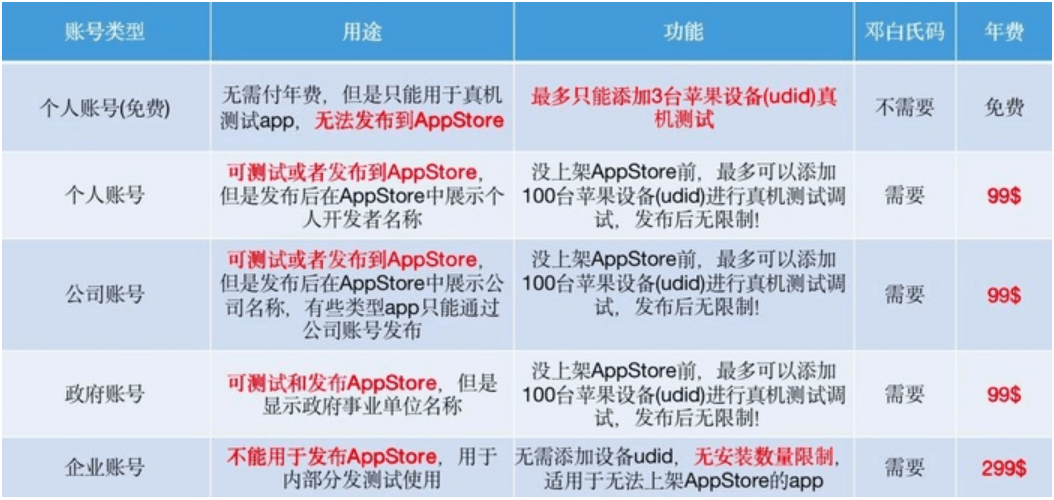 账号类型 用途 功能 邓白氏码 年费
个人账号(免费)
无需付年费，但是只能用于真机
测试app，无法发布到AppStore
最多只能添加3台苹果设备(udid)真
机测试
不需要
免费
个人账号
可测试或者发布到AppStore，
但是发布后在AppStore中展示个
人开发者名称
没上架AppStore前，最多可以添加
100台苹果设备(udid)进行真机测试调
试，发布后无限制!
需要
99$
公司账号
可测试或者发布到AppStore，
但是发布后在AppStore中展示公
司名称，有些类型app只能通过
公司账号发布
没上架AppStore前，最多可以添加
100台苹果设备(udid)进行真机测试调
试，发布后无限制!
需要
99$
政府账号
可测试和发布AppStore，但是
显示政府事业单位名称
没上架AppStore前，最多可以添加
100台苹果设备(udid)进行真机测试调
试，发布后无限制!
需要
99$
企业账号
不能用于发布AppStore，用于
内部分发测试使用
无需添加设备udid，无安装数量限制，
适用于无法上架AppStore的app
需要
299$